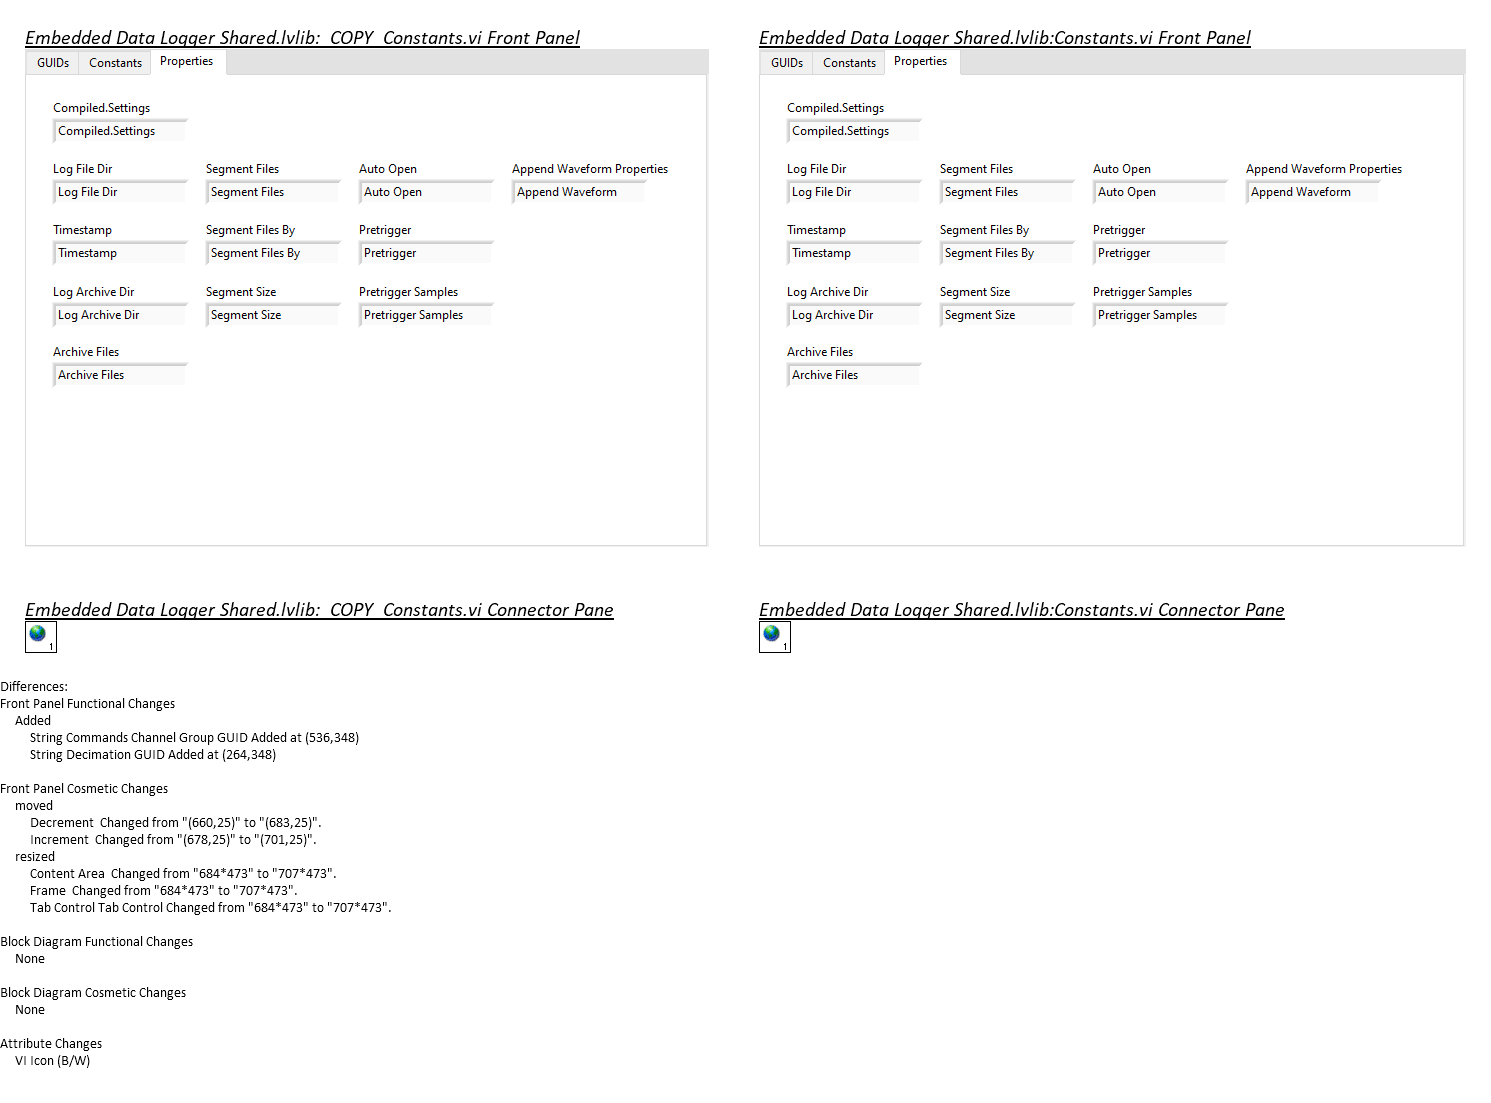 Embedded Data Logger Shared.lvlib:_COPY_Constants.vi Front Panel
GUIDs Constants Properties
Compiled.Settings
Compiled.Settings
Log File Dir Segment Files Auto Open Append Waveform Properties
Log File Dir Segment Files Auto Open Append Waveform
Timestamp Segment Files By Pretrigger
Timestamp Segment Files By Pretrigger
Log Archive Dir Segment Size Pretrigger Samples
Log Archive Dir Segment Size Pretrigger Samples
Archive Files
Archive Files
Embedded Data Logger Shared.lvlib:Constants.vi Front Panel
GUIDs Constants Properties
Compiled.Settings
Compiled.Settings
Log File Dir Segment Files Auto Open Append Waveform Properties
Log File Dir Segment Files Auto Open Append Waveform
Timestamp Segment Files By Pretrigger
Timestamp Segment Files By Pretrigger
Log Archive Dir Segment Size Pretrigger Samples
Log Archive Dir Segment Size Pretrigger Samples
Archive Files
Archive Files
Embedded Data Logger Shared.lvlib:_COPY_Constants.vi Connector Pane
1
Embedded Data Logger Shared.lvlib:Constants.vi Connector Pane
1
Differences:
Front Panel Functional Changes
Added
String Commands Channel Group GUID Added at (536,348)
String Decimation GUID Added at (264,348)
Front Panel Cosmetic Changes
moved
Decrement  Changed from "(660,25)" to "(683,25)".
Increment  Changed from "(678,25)" to "(701,25)".
resized
Content Area  Changed from "684*473" to "707*473".
Frame  Changed from "684*473" to "707*473".
Tab Control Tab Control Changed from "684*473" to "707*473".
Block Diagram Functional Changes
None
Block Diagram Cosmetic Changes
None
Attribute Changes
VI Icon (B/W)